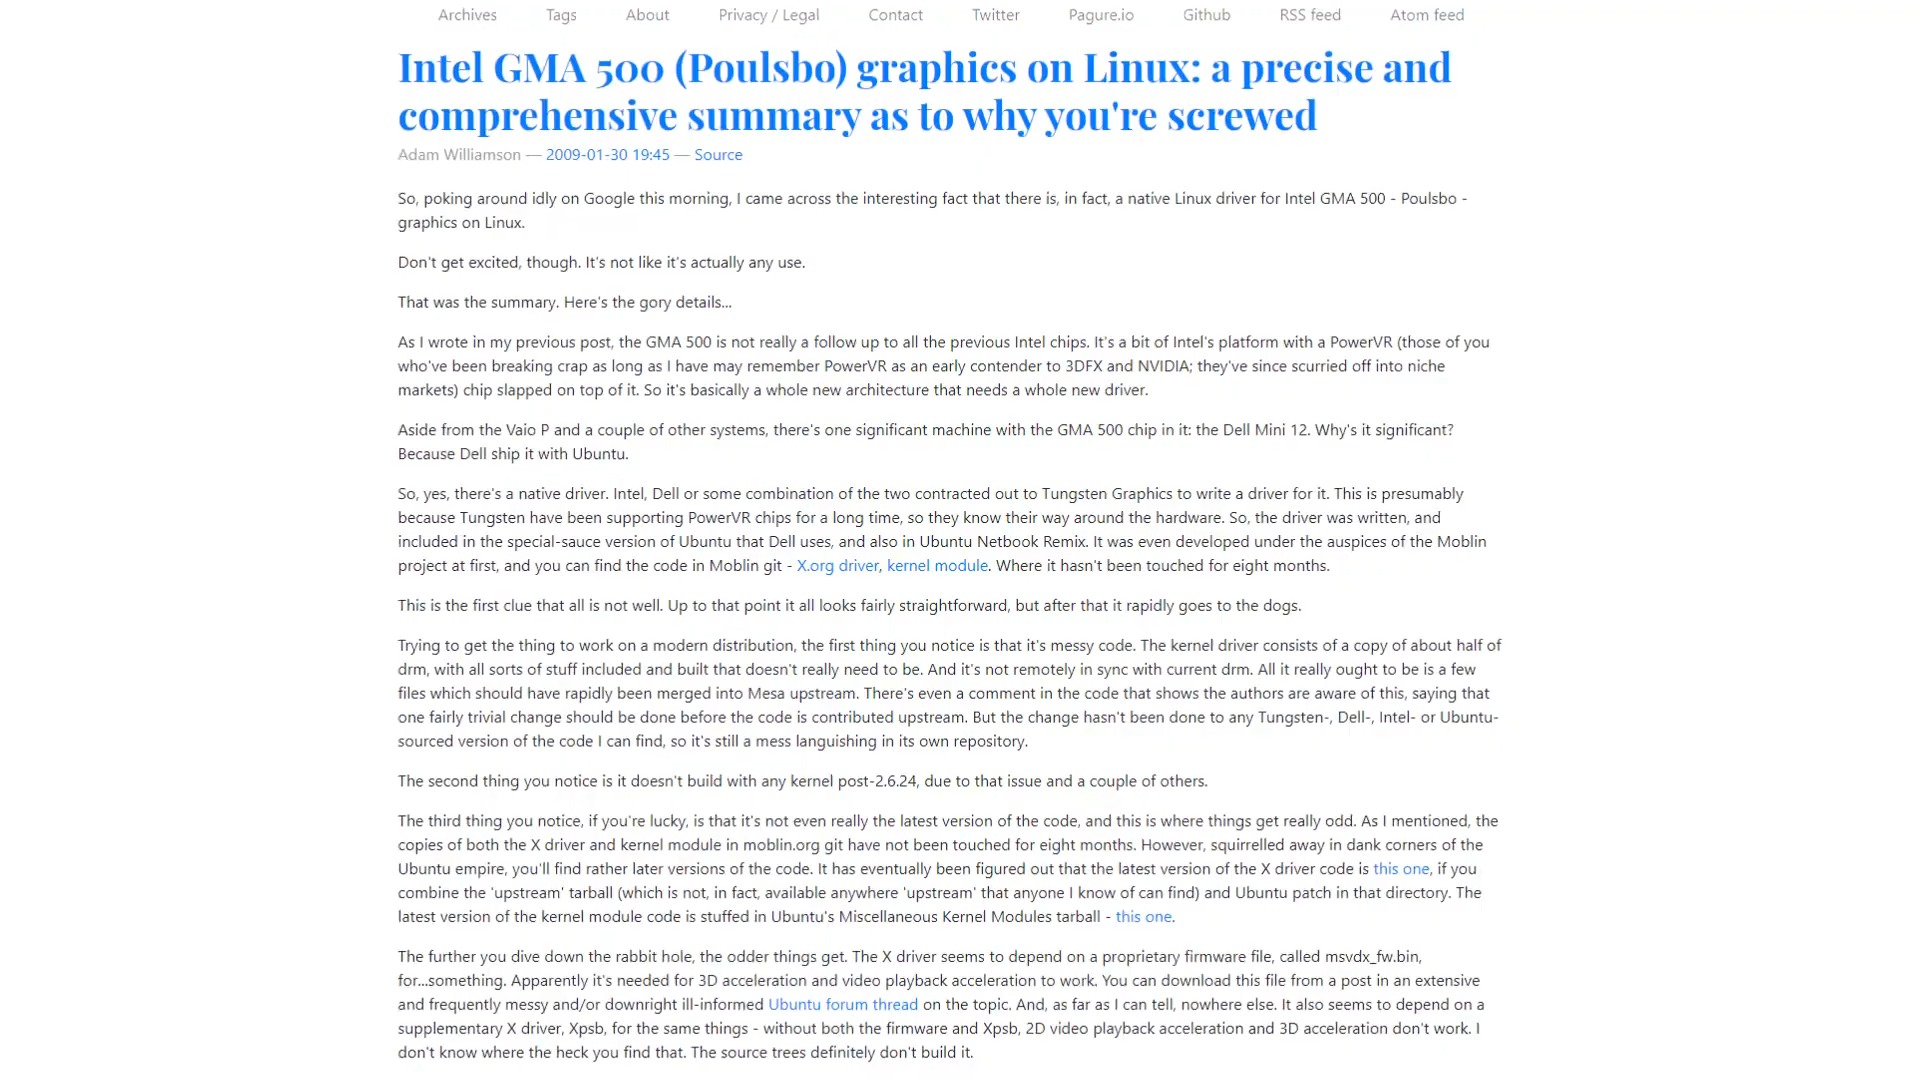 Archives Tags About Privacy / Legal Contact Twitter Pagure.io Github RSS feed Atom feed
Intel GMA 500 (Poulsbo) graphics on Linux: a precise and
comprehensive summary as to why you're screwed
Adam Williamson — 2009-01-30 19:45 — Source
So, poking around idly on Google this morning, I came across the interesting fact that there is, in fact, a native Linux driver for Intel GMA 500 - Poulsbo -
graphics on Linux.
Don't get excited, though. It's not like it's actually any use.
That was the summary. Here's the gory details...
As I wrote in my previous post, the GMA 500 is not really a follow up to all the previous Intel chips. It's a bit of Intel's platform with a PowerVR (those of you
who've been breaking crap as long as I have may remember PowerVR as an early contender to 3DFX and NVIDIA; they've since scurried off into niche
markets) chip slapped on top of it. So it's basically a whole new architecture that needs a whole new driver.
Aside from the Vaio P and a couple of other systems, there's one significant machine with the GMA 500 chip in it: the Dell Mini 12. Why's it significant?
Because Dell ship it with Ubuntu.
So, yes, there's a native driver. Intel, Dell or some combination of the two contracted out to Tungsten Graphics to write a driver for it. This is presumably
because Tungsten have been supporting PowerVR chips for a long time, so they know their way around the hardware. So, the driver was written, and
included in the special-sauce version of Ubuntu that Dell uses, and also in Ubuntu Netbook Remix. It was even developed under the auspices of the Moblin
project at first, and you can find the code in Moblin git - X.org driver, kernel module. Where it hasn't been touched for eight months.
This is the first clue that all is not well. Up to that point it all looks fairly straightforward, but after that it rapidly goes to the dogs.
Trying to get the thing to work on a modern distribution, the first thing you notice is that it's messy code. The kernel driver consists of a copy of about half of
drm, with all sorts of stuff included and built that doesn't really need to be. And it's not remotely in sync with current drm. All it really ought to be is a few
files which should have rapidly been merged into Mesa upstream. There's even a comment in the code that shows the authors are aware of this, saying that
one fairly trivial change should be done before the code is contributed upstream. But the change hasn't been done to any Tungsten-, Dell-, Intel- or Ubuntu-
sourced version of the code I can find, so it's still a mess languishing in its own repository.
The second thing you notice is it doesn't build with any kernel post-2.6.24, due to that issue and a couple of others.
The third thing you notice, if you're lucky, is that it's not even really the latest version of the code, and this is where things get really odd. As I mentioned, the
copies of both the X driver and kernel module in moblin.org git have not been touched for eight months. However, squirrelled away in dank corners of the
Ubuntu empire, you'll find rather later versions of the code. It has eventually been figured out that the latest version of the X driver code is this one, if you
combine the 'upstream' tarball (which is not, in fact, available anywhere 'upstream' that anyone I know of can find) and Ubuntu patch in that directory. The
latest version of the kernel module code is stuffed in Ubuntu's Miscellaneous Kernel Modules tarball - this one.
The further you dive down the rabbit hole, the odder things get. The X driver seems to depend on a proprietary firmware file, called msvdx_fw.bin,
for...something. Apparently it's needed for 3D acceleration and video playback acceleration to work. You can download this file from a post in an extensive
and frequently messy and/or downright ill-informed Ubuntu forum thread on the topic. And, as far as I can tell, nowhere else. It also seems to depend on a
supplementary X driver, Xpsb, for the same things - without both the firmware and Xpsb, 2D video playback acceleration and 3D acceleration don't work. I
don't know where the heck you find that. The source trees definitely don't build it.